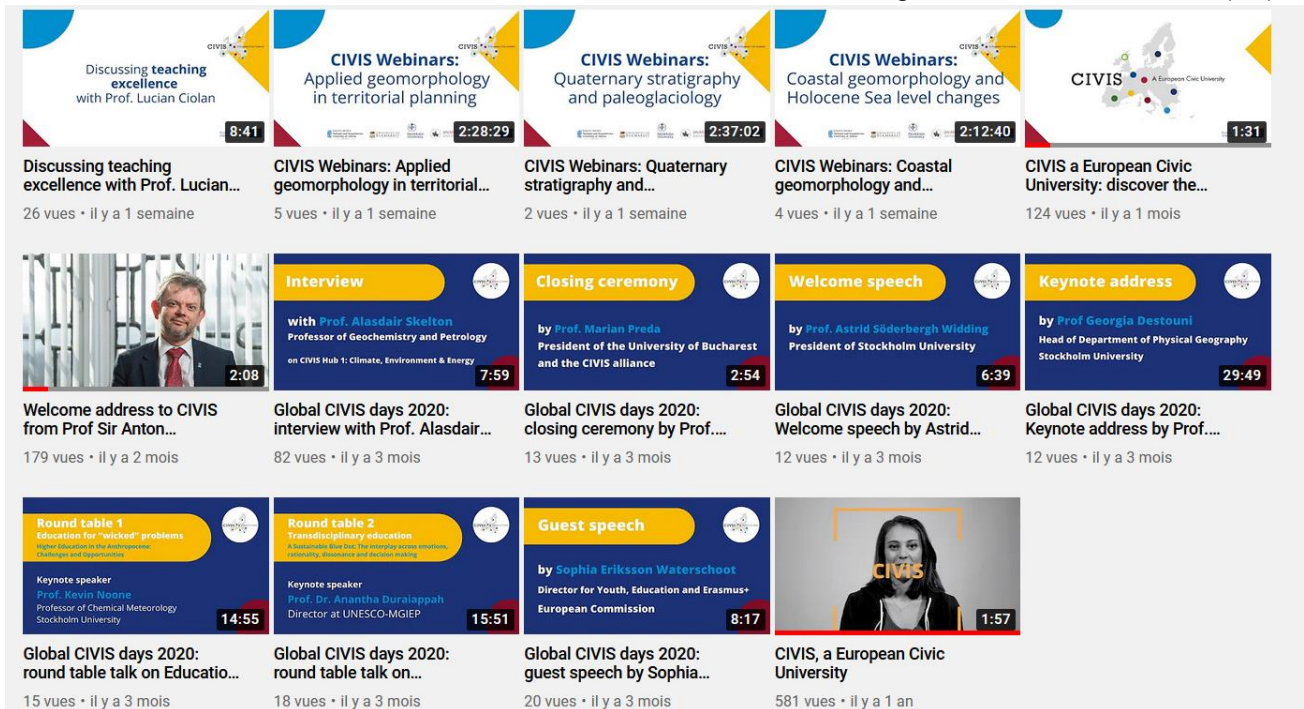 Discussing teaching
excellence
with Prof. Lucian Ciolan
CIVIS
8:41
CIVIS Webinars:
Applied geomorphology
in territorial planning
CIVIS
2:28:29
CIVIS Webinars:
Quaternary stratigraphy
and paleoglaciology
CIVIS
2:37:02
CIVIS Webinars:
Coastal geomorphology and
Holocene Sea level changes
CIVIS
2:12:40
CIVIS
A European Civic University
1:31
Discussing teaching
excellence with Prof. Lucian...
26 vues • il y a 1 semaine
CIVIS Webinars: Applied
geomorphology in territorial...
5 vues • il y a 1 semaine
CIVIS Webinars: Quaternary
stratigraphy and...
2 vues • il y a 1 semaine
CIVIS Webinars: Coastal
geomorphology and...
4 vues • il y a 1 semaine
CIVIS a European Civic
University: discover the...
124 vues • il y a 1 mois
2:08
Interview
with Prof. Alasdair Skelton
Professor of Geochemistry and Petrology
on CIVIS Hub 1: Climate, Environment & Energy
7:59
Closing ceremony
by Prof. Marian Preda
President of the University of Bucharest
and the CIVIS alliance
2:54
Welcome speech
by Prof. Astrid Söderbergh Widding
President of Stockholm University
6:39
Keynote address
by Prof Georgia Destouni
Head of Department of Physical Geography
Stockholm University
29:49
Welcome address to CIVIS
from Prof Sir Anton...
179 vues • il y a 2 mois
Global CIVIS days 2020:
interview with Prof. Alasdair...
82 vues • il y a 3 mois
Global CIVIS days 2020:
closing ceremony by Prof....
13 vues • il y a 3 mois
Global CIVIS days 2020:
Welcome speech by Astrid...
12 vues • il y a 3 mois
Global CIVIS days 2020:
Keynote address by Prof....
12 vues • il y a 3 mois
Round table 1
Education for "wicked" problems
Higher Education in the Anthropocene:
Challenges and Opportunities
Keynote speaker
Prof. Kevin Noone
Professor of Chemical Meteorology
Stockholm University
14:55
Round table 2
Transdisciplinary education
A Sustainable Blue Dot: The interplay across emotions,
rationality, dissonance and decision making
Keynote speaker
Prof. Dr. Anantha Duraiappah
Director at UNESCO-MGIEP
15:51
Guest speech
by Sophia Eriksson Waterschoot
Director for Youth, Education and Erasmus+
European Commission
8:17
CIVIS
1:57
Global CIVIS days 2020:
round table talk on Educatio...
15 vues • il y a 3 mois
Global CIVIS days 2020:
round table talk on...
18 vues • il y a 3 mois
Global CIVIS days 2020:
guest speech by Sophia...
20 vues • il y a 3 mois
CIVIS, a European Civic
University
581 vues • il y a 1 an